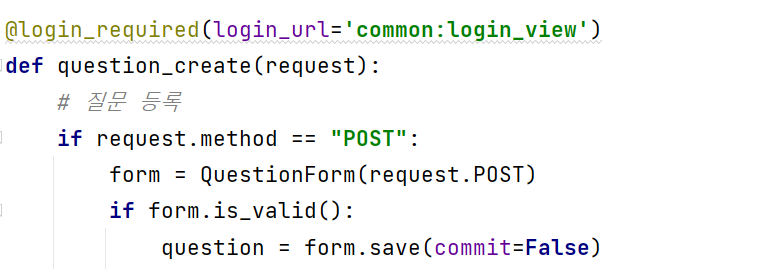 @login_required(login_url='common:login_view')
def question_create(request):
    # 질문 등록
    if request.method == "POST":
        form = QuestionForm(request.POST)
        if form.is_valid():
            question = form.save(commit=False)